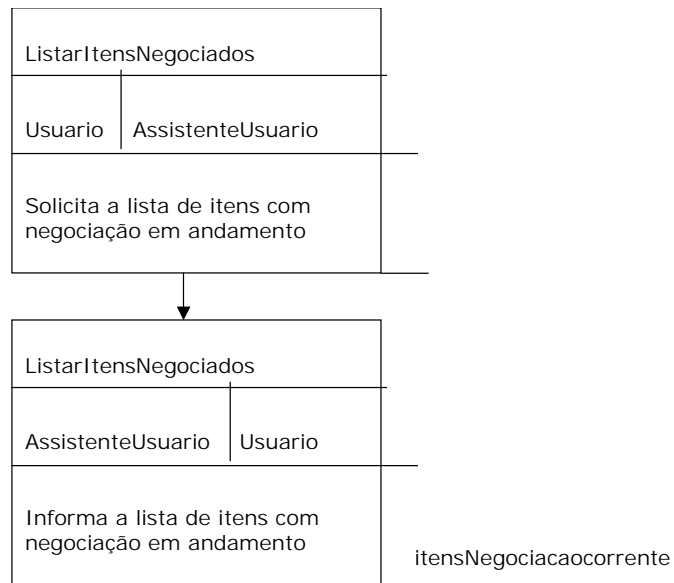 ListarItensNegociados
Usuario AssistenteUsuario
Solicita a lista de itens com
negociação em andamento
ListarItensNegociados
AssistenteUsuario Usuario
Informa a lista de itens com
negociação em andamento
itensNegociacaocorrente